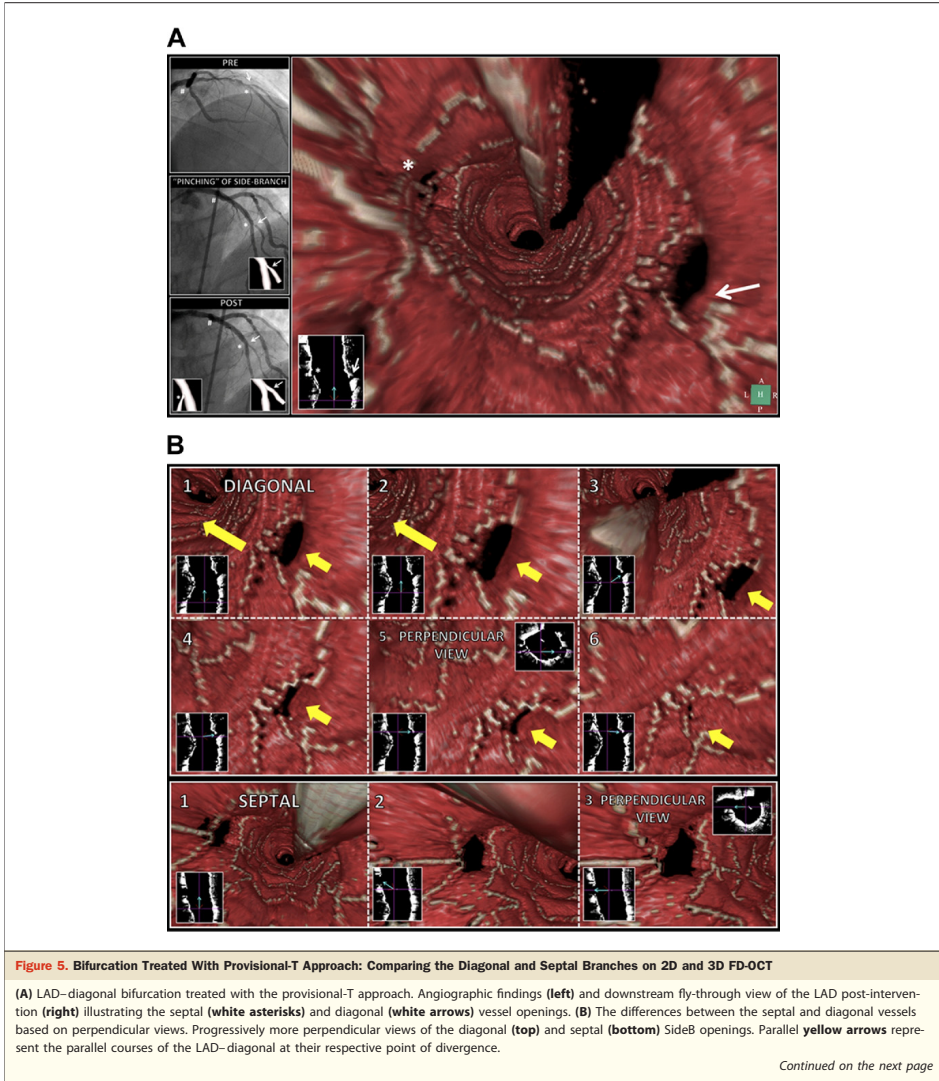 A
PRE
#
*
"PINCHING" OF SIDE-BRANCH
#
*
POST
#
*
*
*
*
A
L H R
P
B
1 DIAGONAL
2
3
4
5 PERPENDICULAR
VIEW
6
1 SEPTAL
2
3 PERPENDICULAR
VIEW
Figure 5. Bifurcation Treated With Provisional-T Approach: Comparing the Diagonal and Septal Branches on 2D and 3D FD-OCT
(A) LAD–diagonal bifurcation treated with the provisional-T approach. Angiographic findings (left) and downstream fly-through view of the LAD post-interven-
tion (right) illustrating the septal (white asterisks) and diagonal (white arrows) vessel openings. (B) The differences between the septal and diagonal vessels
based on perpendicular views. Progressively more perpendicular views of the diagonal (top) and septal (bottom) SideB openings. Parallel yellow arrows repre-
sent the parallel courses of the LAD–diagonal at their respective point of divergence.
Continued on the next page